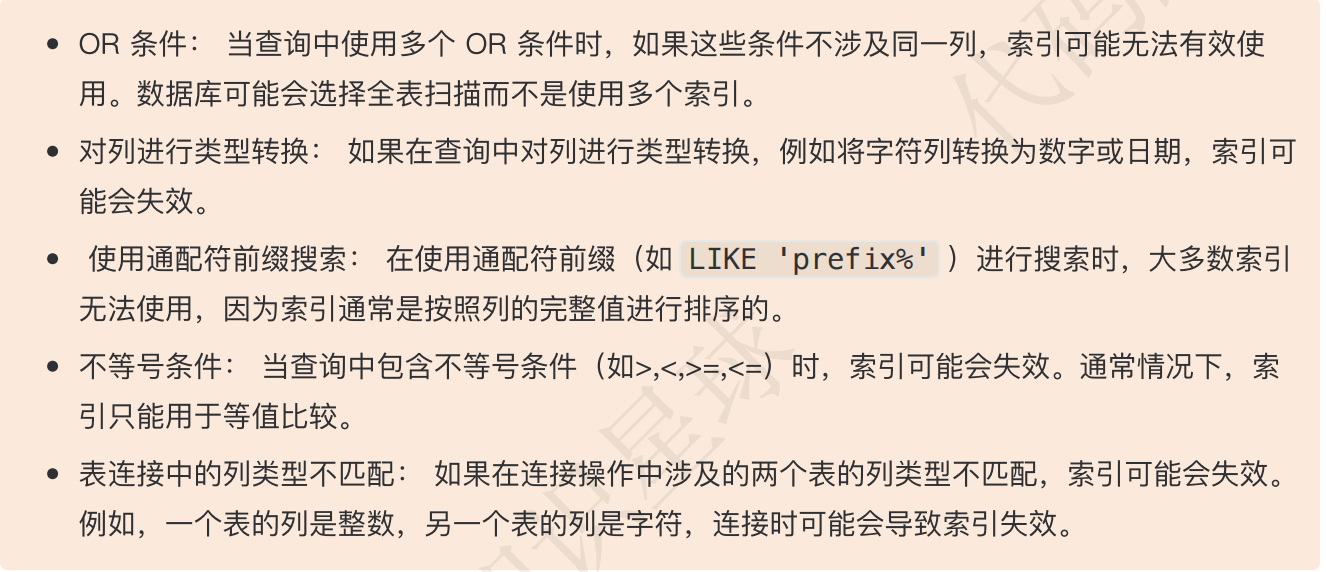 OR 条件： 当查询中使用多个 OR 条件时，如果这些条件不涉及同一列，索引可能无法有效使
用。数据库可能会选择全表扫描而不是使用多个索引。
对列进行类型转换： 如果在查询中对列进行类型转换，例如将字符列转换为数字或日期，索引可
能会失效。
使用通配符前缀搜索： 在使用通配符前缀（如 LIKE 'prefix%' ）进行搜索时，大多数索引
无法使用，因为索引通常是按照列的完整值进行排序的。
不等号条件： 当查询中包含不等号条件（如>,<,>=,<=）时，索引可能会失效。通常情况下，索
引只能用于等值比较。
表连接中的列类型不匹配： 如果在连接操作中涉及的两个表的列类型不匹配，索引可能会失效。
例如，一个表的列是整数，另一个表的列是字符，连接时可能会导致索引失效。
代码
识星球